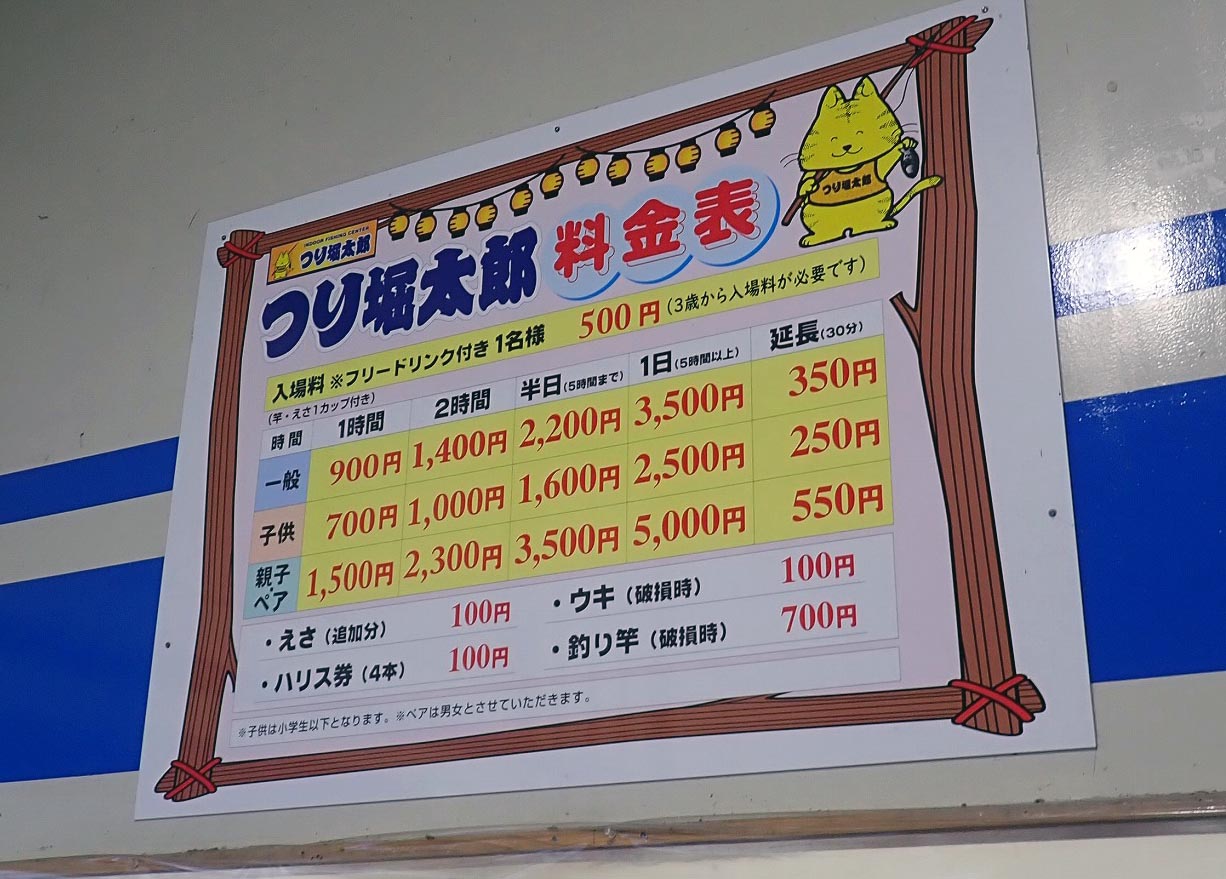 INDOOR FISHING CENTER
つり堀太郎
つり堀太郎 料金表
つり堀太郎
入場料 ※フリードリンク付き 1名様 500円 (3歳から入場料が必要です)
(竿・えさ1カップ付き)
時間 1時間 2時間 半日(5時間まで) 1日(5時間以上) 延長(30分)
一般 900円 1,400円 2,200円 3,500円 350円
子供 700円 1,000円 1,600円 2,500円 250円
親子・ペア 1,500円 2,300円 3,500円 5,000円 550円
・えさ(追加分) 100円 ・ウキ(破損時) 100円
・ハリス券(4本) 100円 ・釣り竿(破損時) 700円
※子供は小学生以下となります。※ペアは男女とさせていただきます。